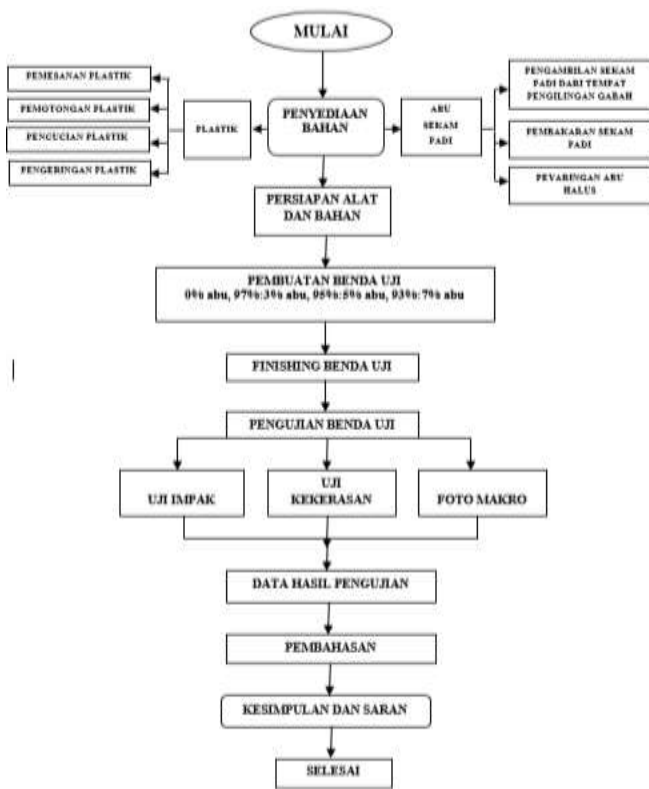 MULAI
PEMESANAN PLASTIK
PEMOTONGAN PLASTIK
PENCUCIAN PLASTIK
PENGERINGAN PLASTIK
PLASTIK
PENYEDIAAN
BAHAN
ABU
SEKAM
PADI
PENGAMBILAN SEKAM
PADI DARI TEMPAT
PENGILINGAN GABAH
PEMBAKARAN SEKAM
PADI
PEYARINGAN ABU
HALUS
PERSIAPAN ALAT
DAN BAHAN
PEMBUATAN BENDA UJI
0% abu, 97%:3% abu, 95%:5% abu, 93%:7% abu
FINISHING BENDA UJI
PENGUJIAN BENDA UJI
UJI IMPAK
UJI
KEKERASAN
FOTO MAKRO
DATA HASIL PENGUJIAN
PEMBAHASAN
KESIMPULAN DAN SARAN
SELESAI